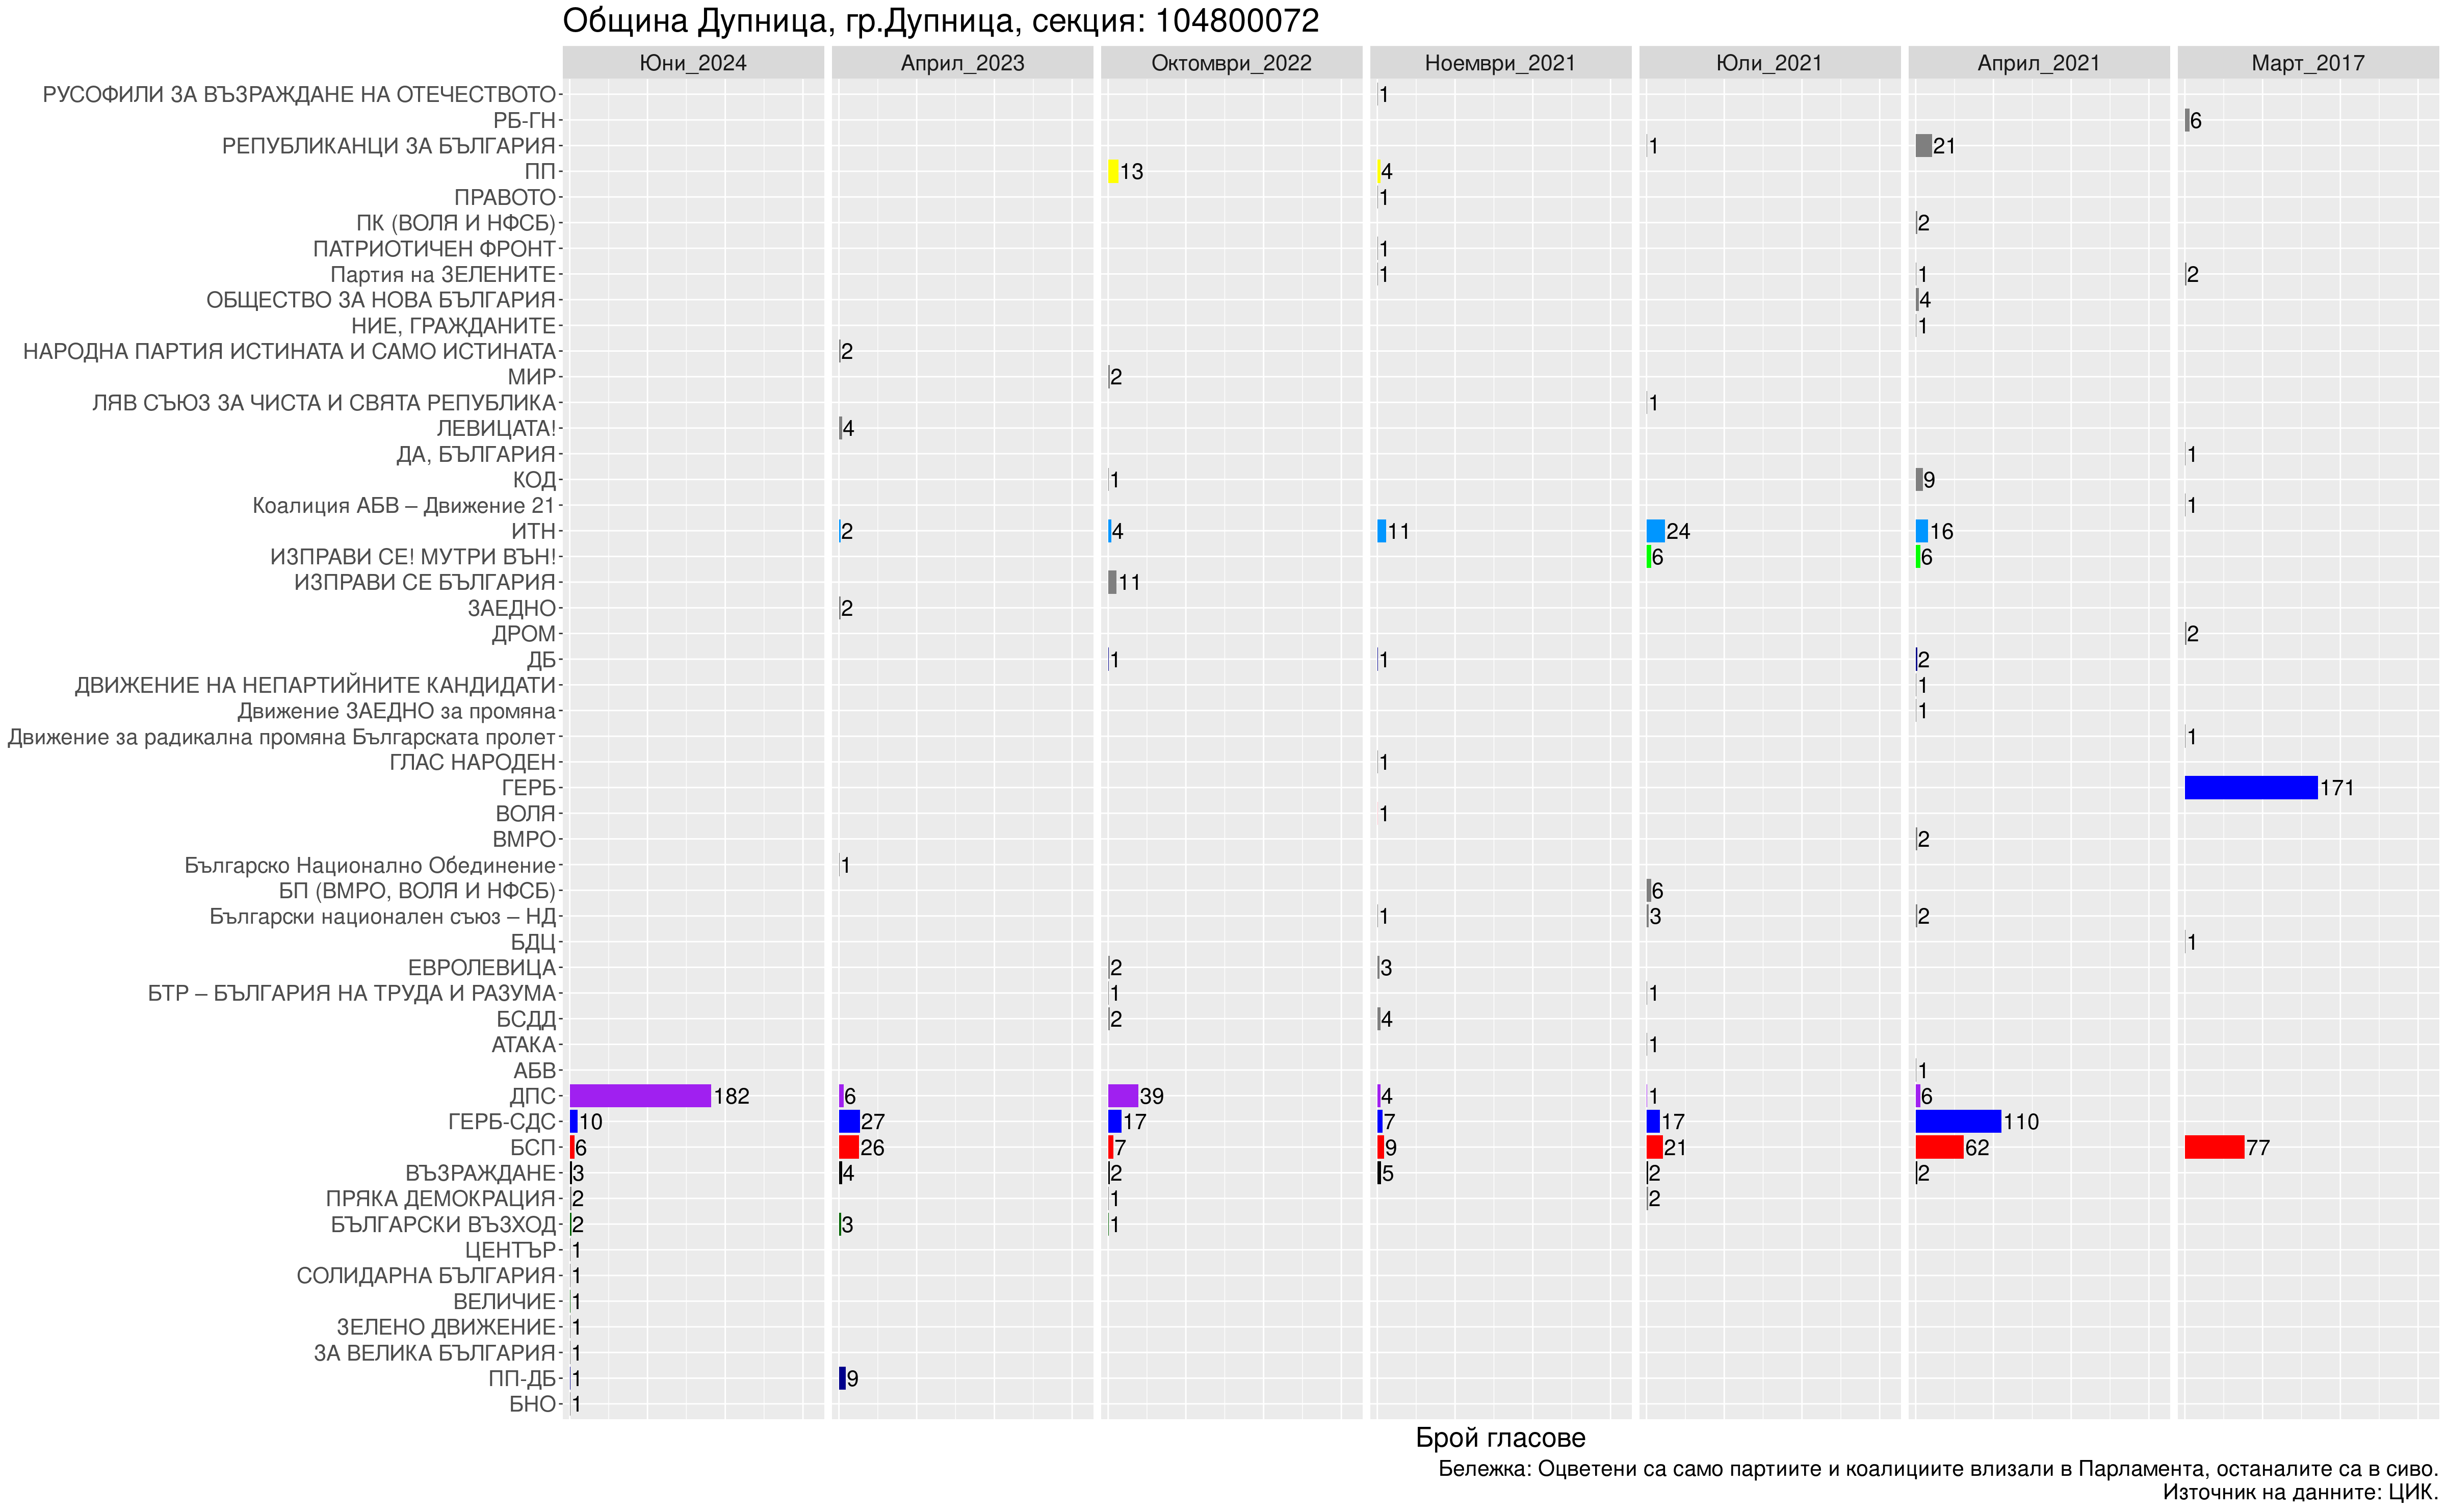 Община Дупница, гр.Дупница, секция: 104800072
Юни_2024 Април_2023 Октомври_2022 Ноември_2021 Юли_2021 Април_2021 Март_2017
РУСОФИЛИ ЗА ВЪЗРАЖДАНЕ НА ОТЕЧЕСТВОТО 1
РБ-ГН 6
РЕПУБЛИКАНЦИ ЗА БЪЛГАРИЯ 1 21
ПП 13 4
ПРАВОТО 1
ПК (ВОЛЯ И НФСБ) 2
ПАТРИОТИЧЕН ФРОНТ 1
Партия на ЗЕЛЕНИТЕ 1 1 2
ОБЩЕСТВО ЗА НОВА БЪЛГАРИЯ 4
НИЕ, ГРАЖДАНИТЕ 1
НАРОДНА ПАРТИЯ ИСТИНАТА И САМО ИСТИНАТА 2
МИР 2
ЛЯВ СЪЮЗ ЗА ЧИСТА И СВЯТА РЕПУБЛИКА 1
ЛЕВИЦАТА! 4
ДА, БЪЛГАРИЯ 1
КОД 1 9
Коалиция АБВ – Движение 21 1
ИТН 2 4 11 24 16
ИЗПРАВИ СЕ! МУТРИ ВЪН! 6 6
ИЗПРАВИ СЕ БЪЛГАРИЯ 11
ЗАЕДНО 2
ДРОМ 2
ДБ 1 1 2
ДВИЖЕНИЕ НА НЕПАРТИЙНИТЕ КАНДИДАТИ 1
Движение ЗАЕДНО за промяна 1
Движение за радикална промяна Българската пролет 1
ГЛАС НАРОДЕН 1
ГЕРБ 171
ВОЛЯ 1
ВМРО 2
Българско Национално Обединение 1
БП (ВМРО, ВОЛЯ И НФСБ) 6
Български национален съюз – НД 1 3 2
БДЦ 1
ЕВРОЛЕВИЦА 2 3
БТР – БЪЛГАРИЯ НА ТРУДА И РАЗУМА 1 1
БСДД 2 4
АТАКА 1
АБВ 1
ДПС 182 6 39 4 1 6
ГЕРБ-СДС 10 27 17 7 17 110
БСП 6 26 7 9 21 62 77
ВЪЗРАЖДАНЕ 3 4 2 5 2 2
ПРЯКА ДЕМОКРАЦИЯ 2 1 2
БЪЛГАРСКИ ВЪЗХОД 2 3 1
ЦЕНТЪР 1
СОЛИДАРНА БЪЛГАРИЯ 1
ВЕЛИЧИЕ 1
ЗЕЛЕНО ДВИЖЕНИЕ 1
ЗА ВЕЛИКА БЪЛГАРИЯ 1
ПП-ДБ 1 9
БНО 1
Брой гласове
Бележка: Оцветени са само партиите и коалициите влизали в Парламента, останалите са в сиво.
Източник на данните: ЦИК.